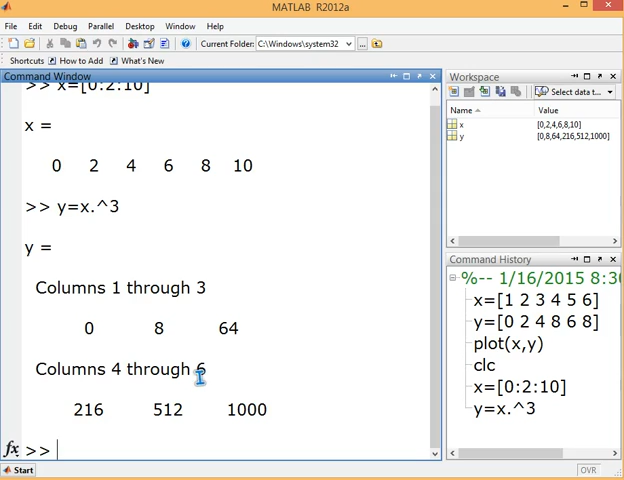 MATLAB R2012a
File Edit Debug Parallel Desktop Window Help
Current Folder: C:\Windows\system32
Shortcuts How to Add What's New
Command Window
>> x=[0:2:10]
x =
0 2 4 6 8 10
>> y=x.^3
y =
Columns 1 through 3
0 8 64
Columns 4 through 6
216 512 1000
fx >>
Workspace
Select data t...
Name Value
x [0,2,4,6,8,10]
y [0,8,64,216,512,1000]
Command History
%-- 1/16/2015 8:30
x=[1 2 3 4 5 6]
y=[0 2 4 8 6 8]
plot(x,y)
clc
x=[0:2:10]
y=x.^3
Start
OVR